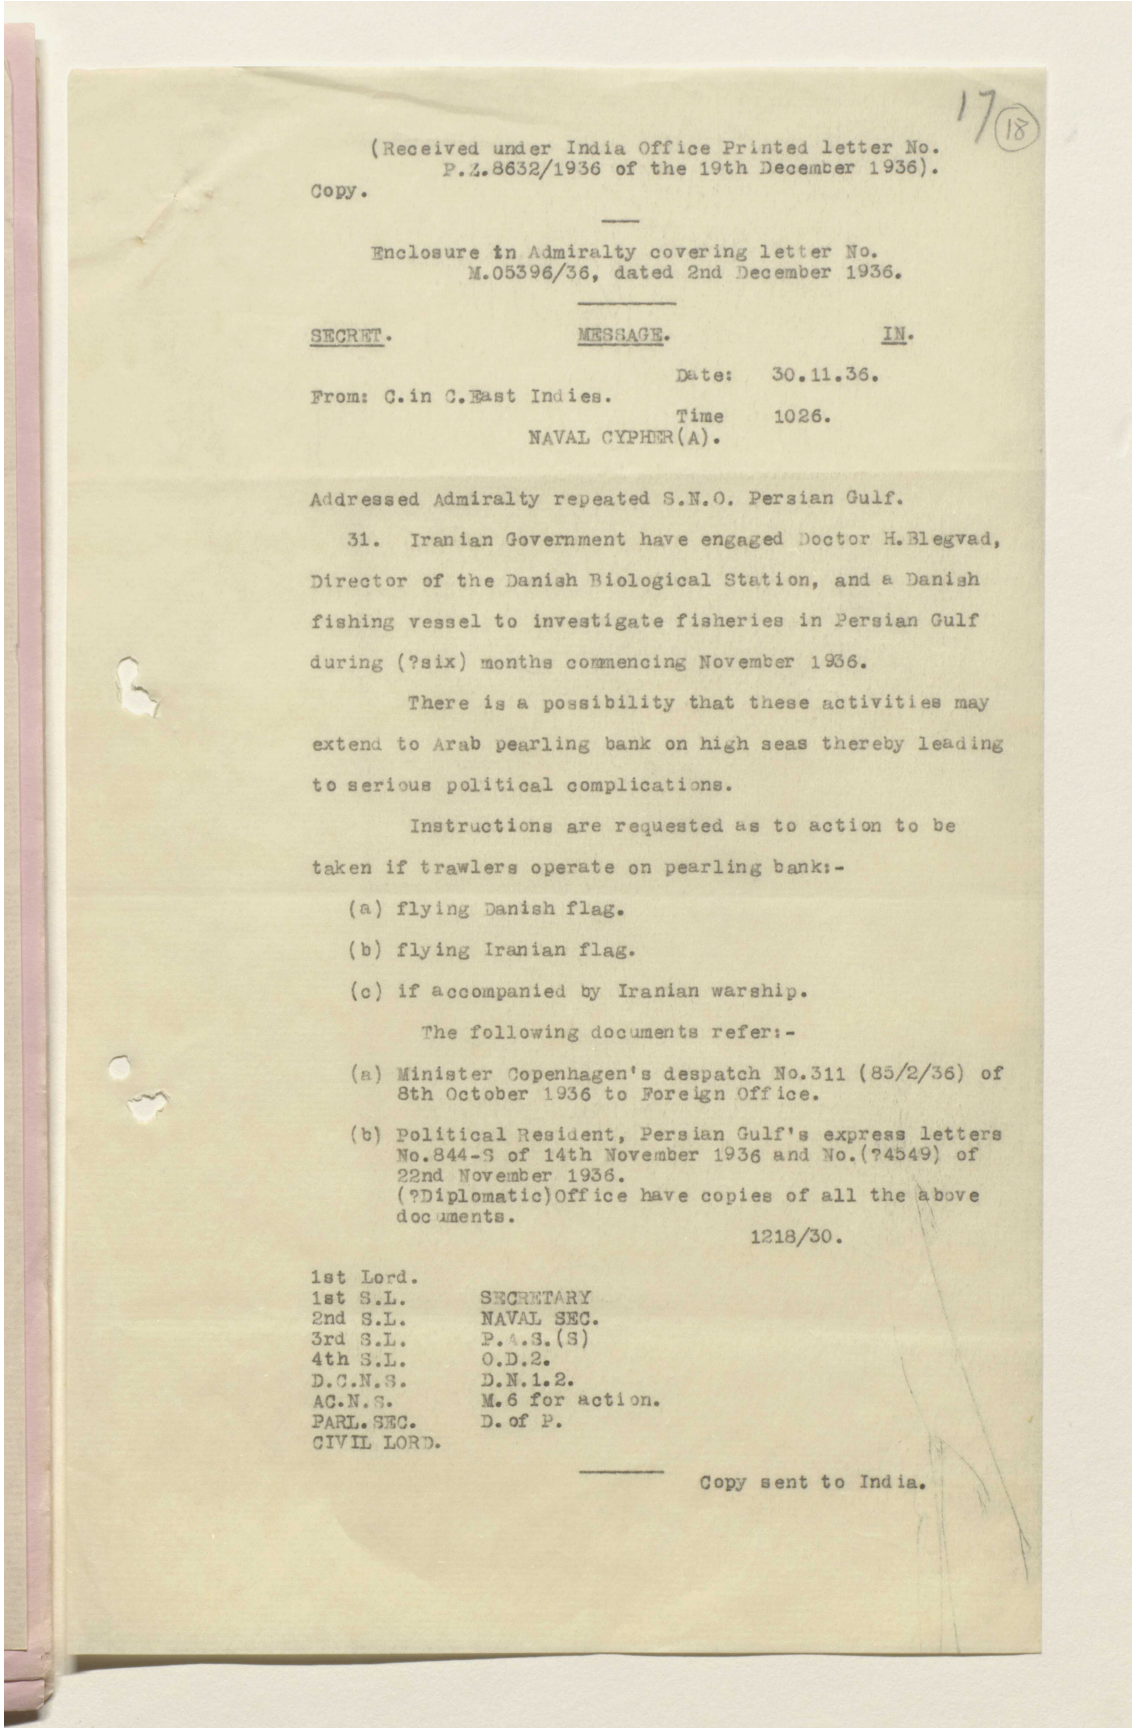 17
18
(Received under India Office Printed letter No.
P.Z.8632/1936 of the 19th December 1936).
Copy.
Enclosure in Admiralty covering letter No.
M.05396/36, dated 2nd December 1936.
SECRET. MESSAGE. IN.
Date: 30.11.36.
From: C.in C.East Indies.
Time 1026.
NAVAL CYPHER(A).
Addressed Admiralty repeated S.N.O. Persian Gulf.
31. Iranian Government have engaged Doctor H.Blegvad,
Director of the Danish Biological Station, and a Danish
fishing vessel to investigate fisheries in Persian Gulf
during (?six) months commencing November 1936.
There is a possibility that these activities may
extend to Arab pearling bank on high seas thereby leading
to serious political complications.
Instructions are requested as to action to be
taken if trawlers operate on pearling bank:-
(a) flying Danish flag.
(b) flying Iranian flag.
(c) if accompanied by Iranian warship.
The following documents refer:-
(a) Minister Copenhagen's despatch No.311 (85/2/36) of
8th October 1936 to Foreign Office.
(b) Political Resident, Persian Gulf's express letters
No.844-S of 14th November 1936 and No.(?4549) of
22nd November 1936.
(?Diplomatic)Office have copies of all the above
documents.
1218/30.
1st Lord.
1st S.L. SECRETARY
2nd S.L. NAVAL SEC.
3rd S.L. P.A.S.(S)
4th S.L. O.D.2.
D.C.N.S. D.N.1.2.
AC.N.S. M.6 for action.
PARL.SEC. D.of P.
CIVIL LORD.
Copy sent to India.